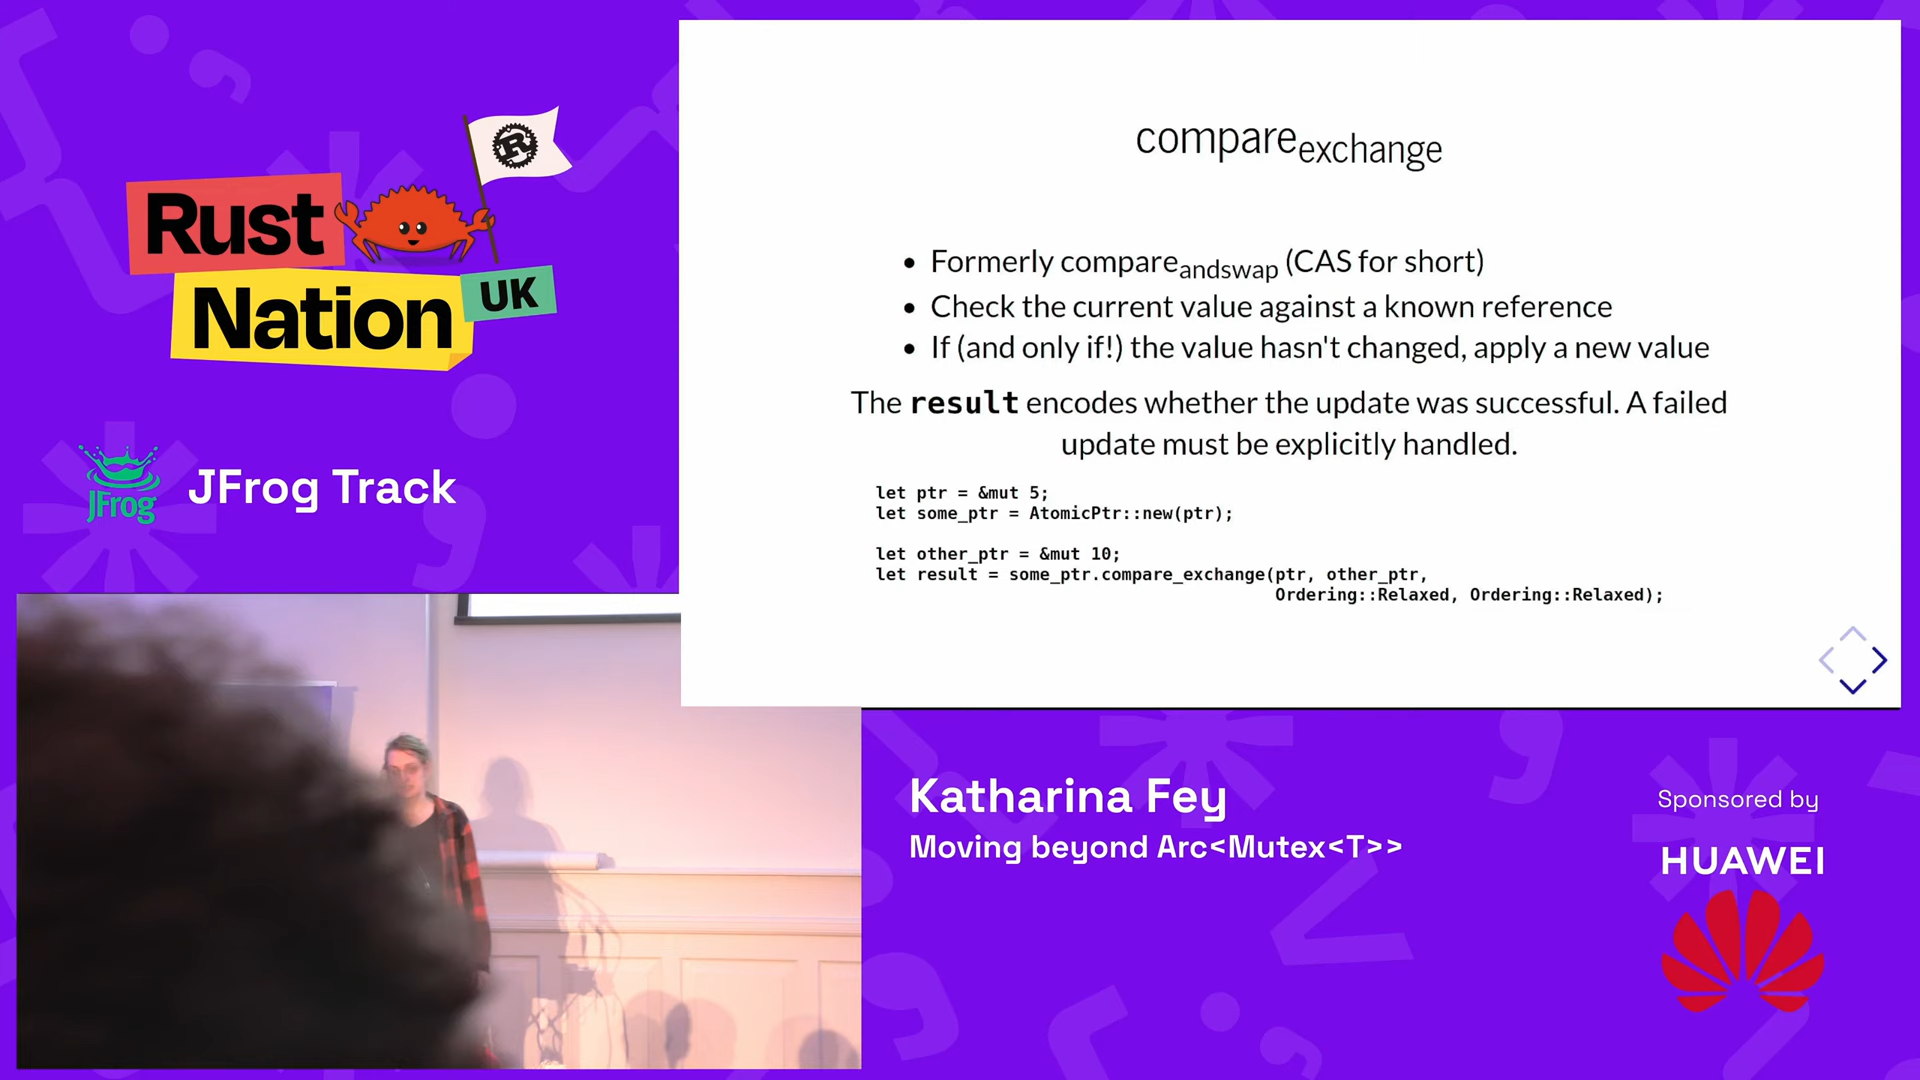 Rust
Nation
UK
R
JFrog
JFrog Track
compareexchange
• Formerly compareandswap (CAS for short)
• Check the current value against a known reference
• If (and only if!) the value hasn't changed, apply a new value
The result encodes whether the update was successful. A failed
update must be explicitly handled.
let ptr = &mut 5;
let some_ptr = AtomicPtr::new(ptr);
let other_ptr = &mut 10;
let result = some_ptr.compare_exchange(ptr, other_ptr,
Ordering::Relaxed, Ordering::Relaxed);
Katharina Fey
Moving beyond Arc<Mutex<T>>
Sponsored by
HUAWEI